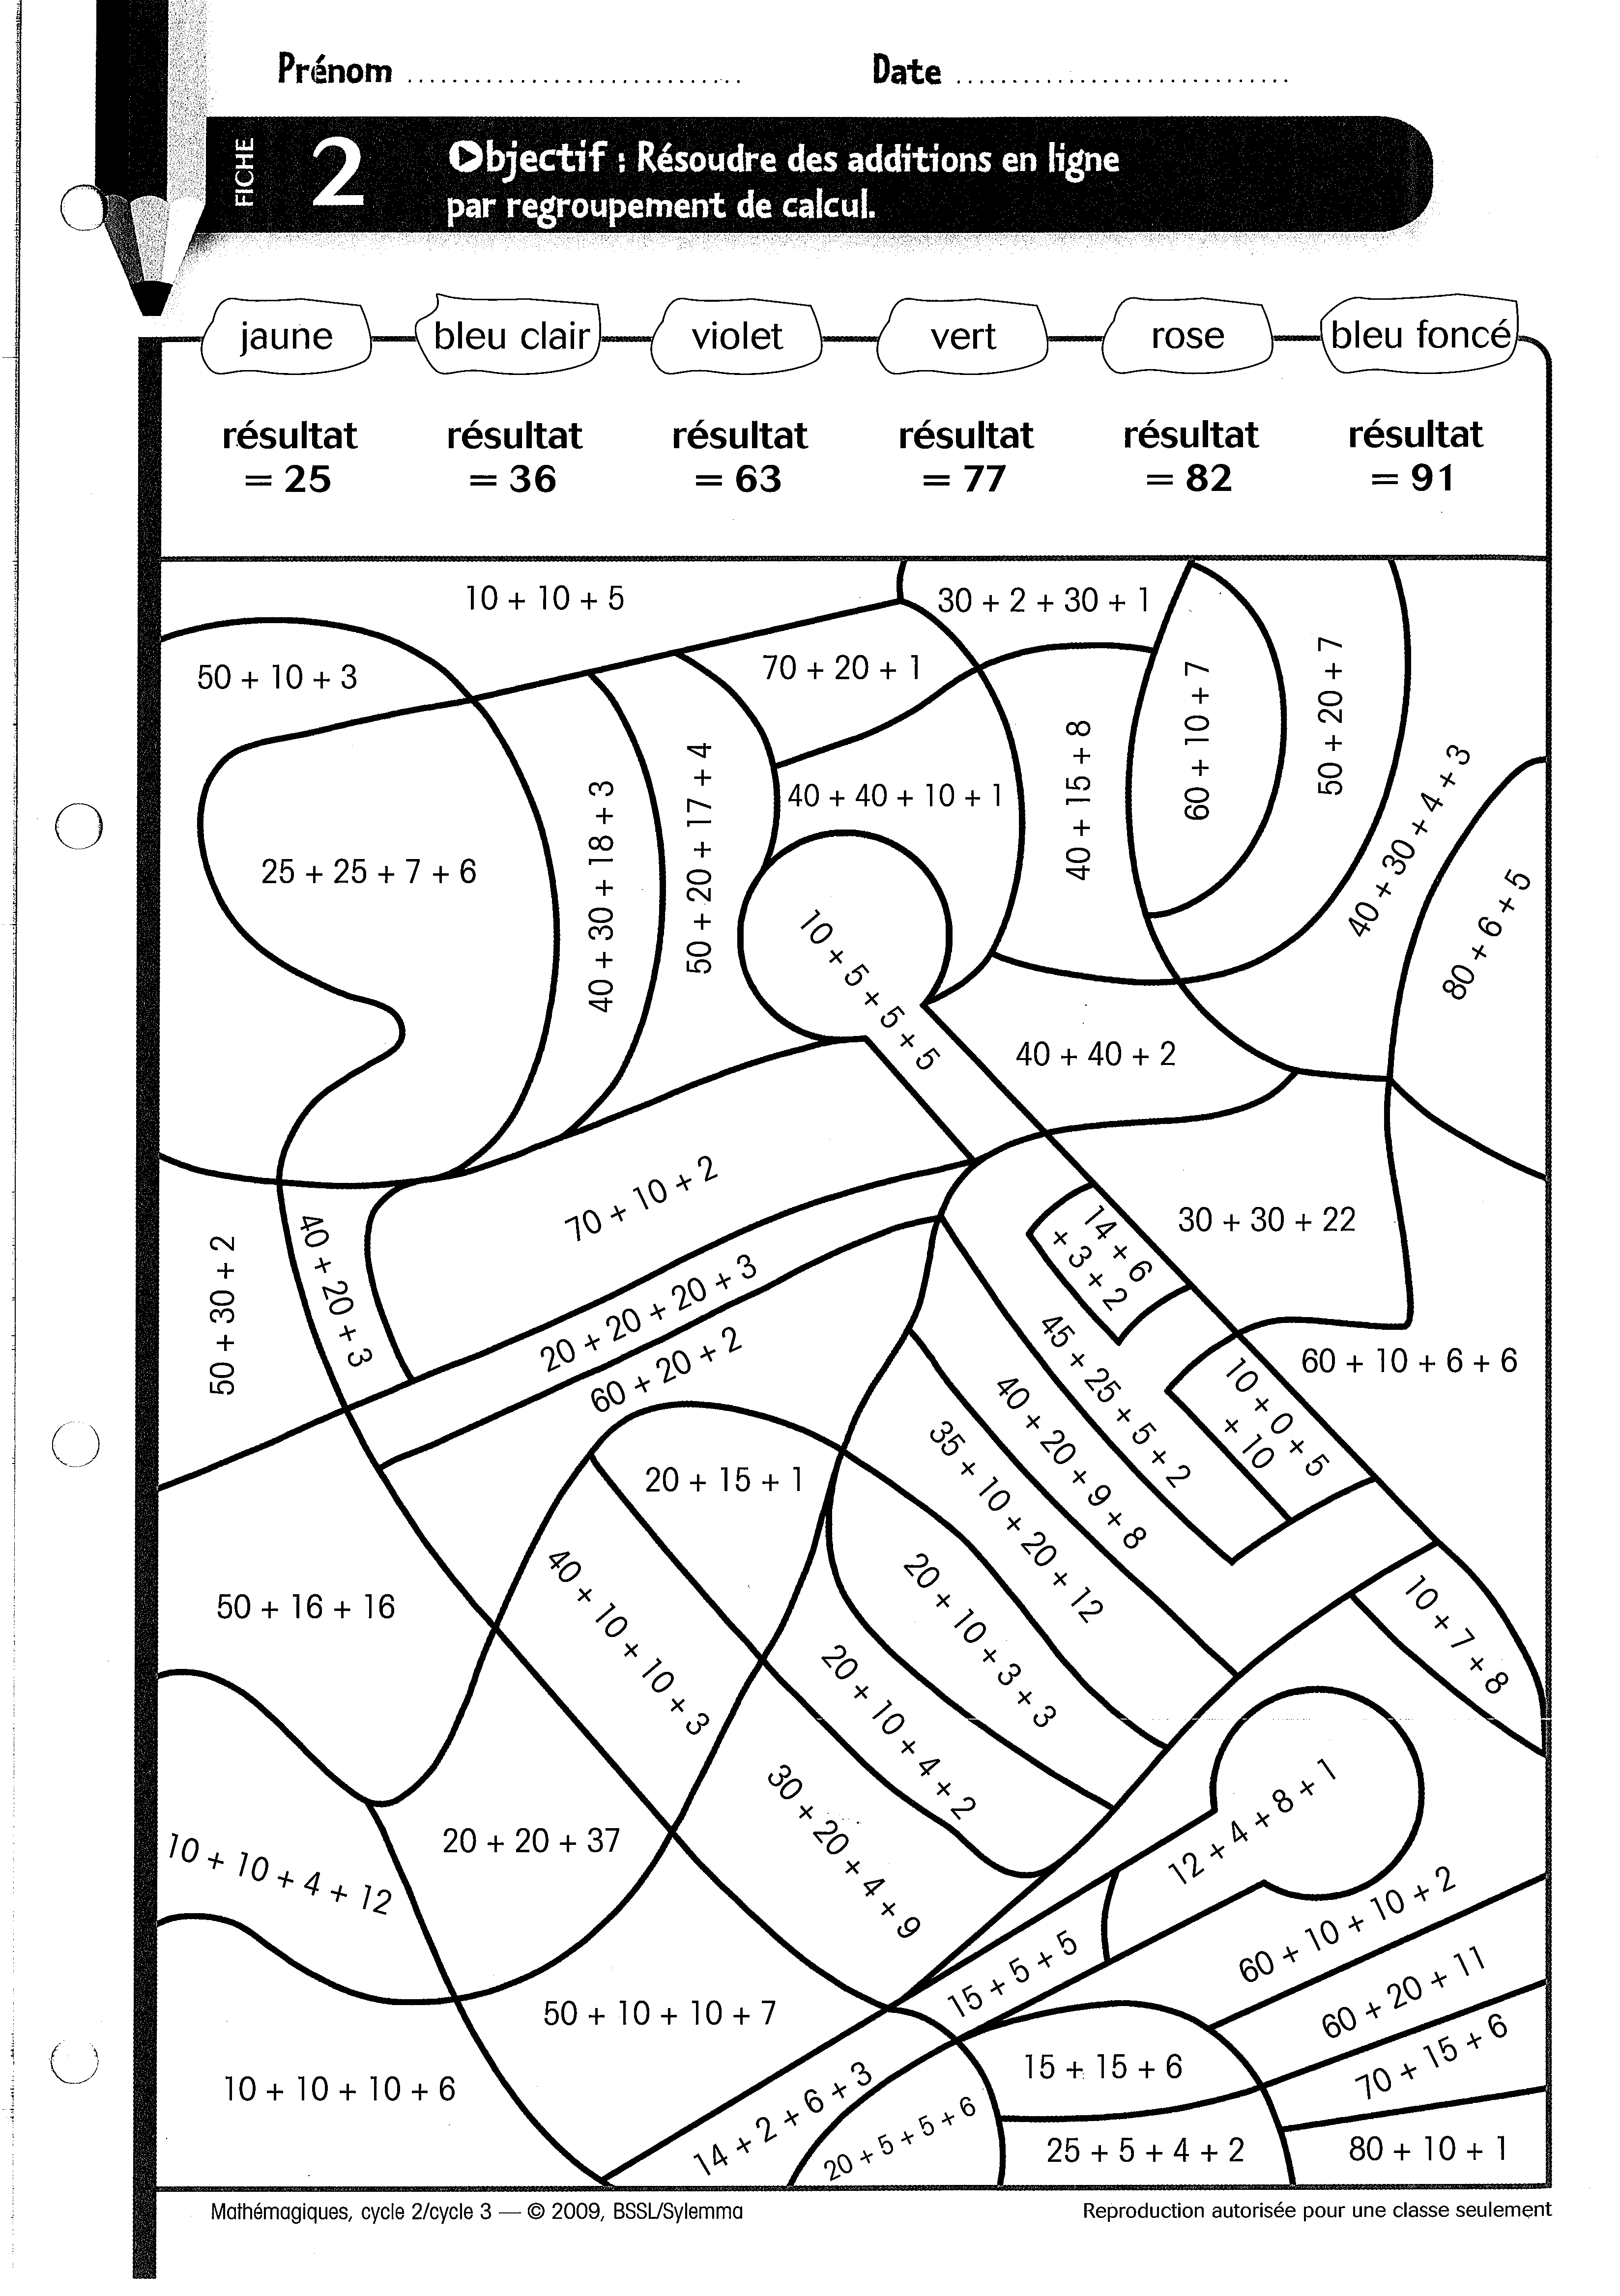 Prénom ............................... Date ...............................
FICHE 2
Objectif : Résoudre des additions en ligne
par regroupement de calcul.
jaune bleu clair violet vert rose bleu foncé
résultat résultat résultat résultat résultat résultat
= 25 = 36 = 63 = 77 = 82 = 91
10 + 10 + 5
30 + 2 + 30 + 1
50 + 10 + 3
70 + 20 + 1
60 + 10 + 7
50 + 20 + 7
40 + 15 + 8
40 + 40 + 10 + 1
40 + 30 + 4 + 3
25 + 25 + 7 + 6
40 + 30 + 18 + 3
50 + 20 + 17 + 4
80 + 6 + 5
10 + 5 + 5 + 5
40 + 40 + 2
70 + 10 + 2
30 + 30 + 22
14 + 6
+ 3 + 2
50 + 30 + 2
40 + 20 + 3
20 + 20 + 20 + 3
60 + 20 + 2
45 + 25 + 5 + 2
60 + 10 + 6 + 6
10 + 0 + 5
+ 10
40 + 20 + 9 + 8
35 + 10 + 20 + 12
20 + 15 + 1
50 + 16 + 16
40 + 10 + 10 + 3
20 + 10 + 3 + 3
10 + 7 + 8
20 + 10 + 4 + 2
30 + 20 + 4 + 9
12 + 4 + 8 + 1
20 + 20 + 37
10 + 10 + 4 + 12
60 + 10 + 10 + 2
15 + 5 + 5
60 + 20 + 11
50 + 10 + 10 + 7
70 + 15 + 6
15 + 15 + 6
10 + 10 + 10 + 6
14 + 2 + 6 + 3
20 + 5 + 5 + 6
25 + 5 + 4 + 2
80 + 10 + 1
Mathémagiques, cycle 2/cycle 3 — © 2009, BSSL/Sylemma
Reproduction autorisée pour une classe seulement